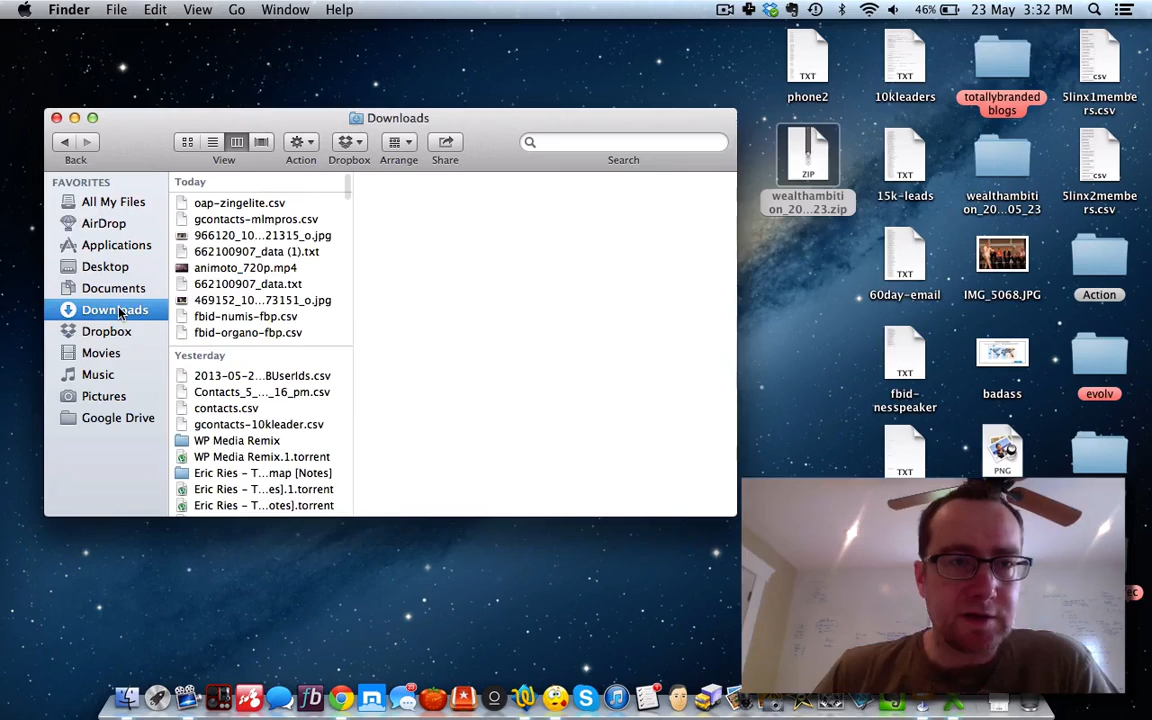 Finder File Edit View Go Window Help
46% 23 May 3:32 PM
Downloads
Back
View
Action
Dropbox
Arrange
Share
Search
FAVORITES
All My Files
AirDrop
Applications
Desktop
Documents
Downloads
Dropbox
Movies
Music
Pictures
Google Drive
Today
oap-zingelite.csv
gcontacts-mlmpros.csv
966120_10...21315_o.jpg
662100907_data (1).txt
animoto_720p.mp4
662100907_data.txt
469152_10...73151_o.jpg
fbid-numis-fbp.csv
fbid-organo-fbp.csv
Yesterday
2013-05-2...BUserIds.csv
Contacts_5_..._16_pm.csv
contacts.csv
gcontacts-10kleader.csv
WP Media Remix
WP Media Remix.1.torrent
Eric Ries - T...map [Notes]
Eric Ries - T...es].1.torrent
Eric Ries - T...otes].torrent
TXT
phone2
TXT
10kleaders
totallybranded
blogs
csv
5linx1membe
rs.csv
ZIP
wealthambiti
on_20...23.zip
TXT
15k-leads
wealthambiti
on_20...05_23
csv
5linx2membe
rs.csv
TXT
60day-email
IMG_5068.JPG
Action
TXT
fbid-
nesspeaker
badass
evolv
TXT
PNG
ec